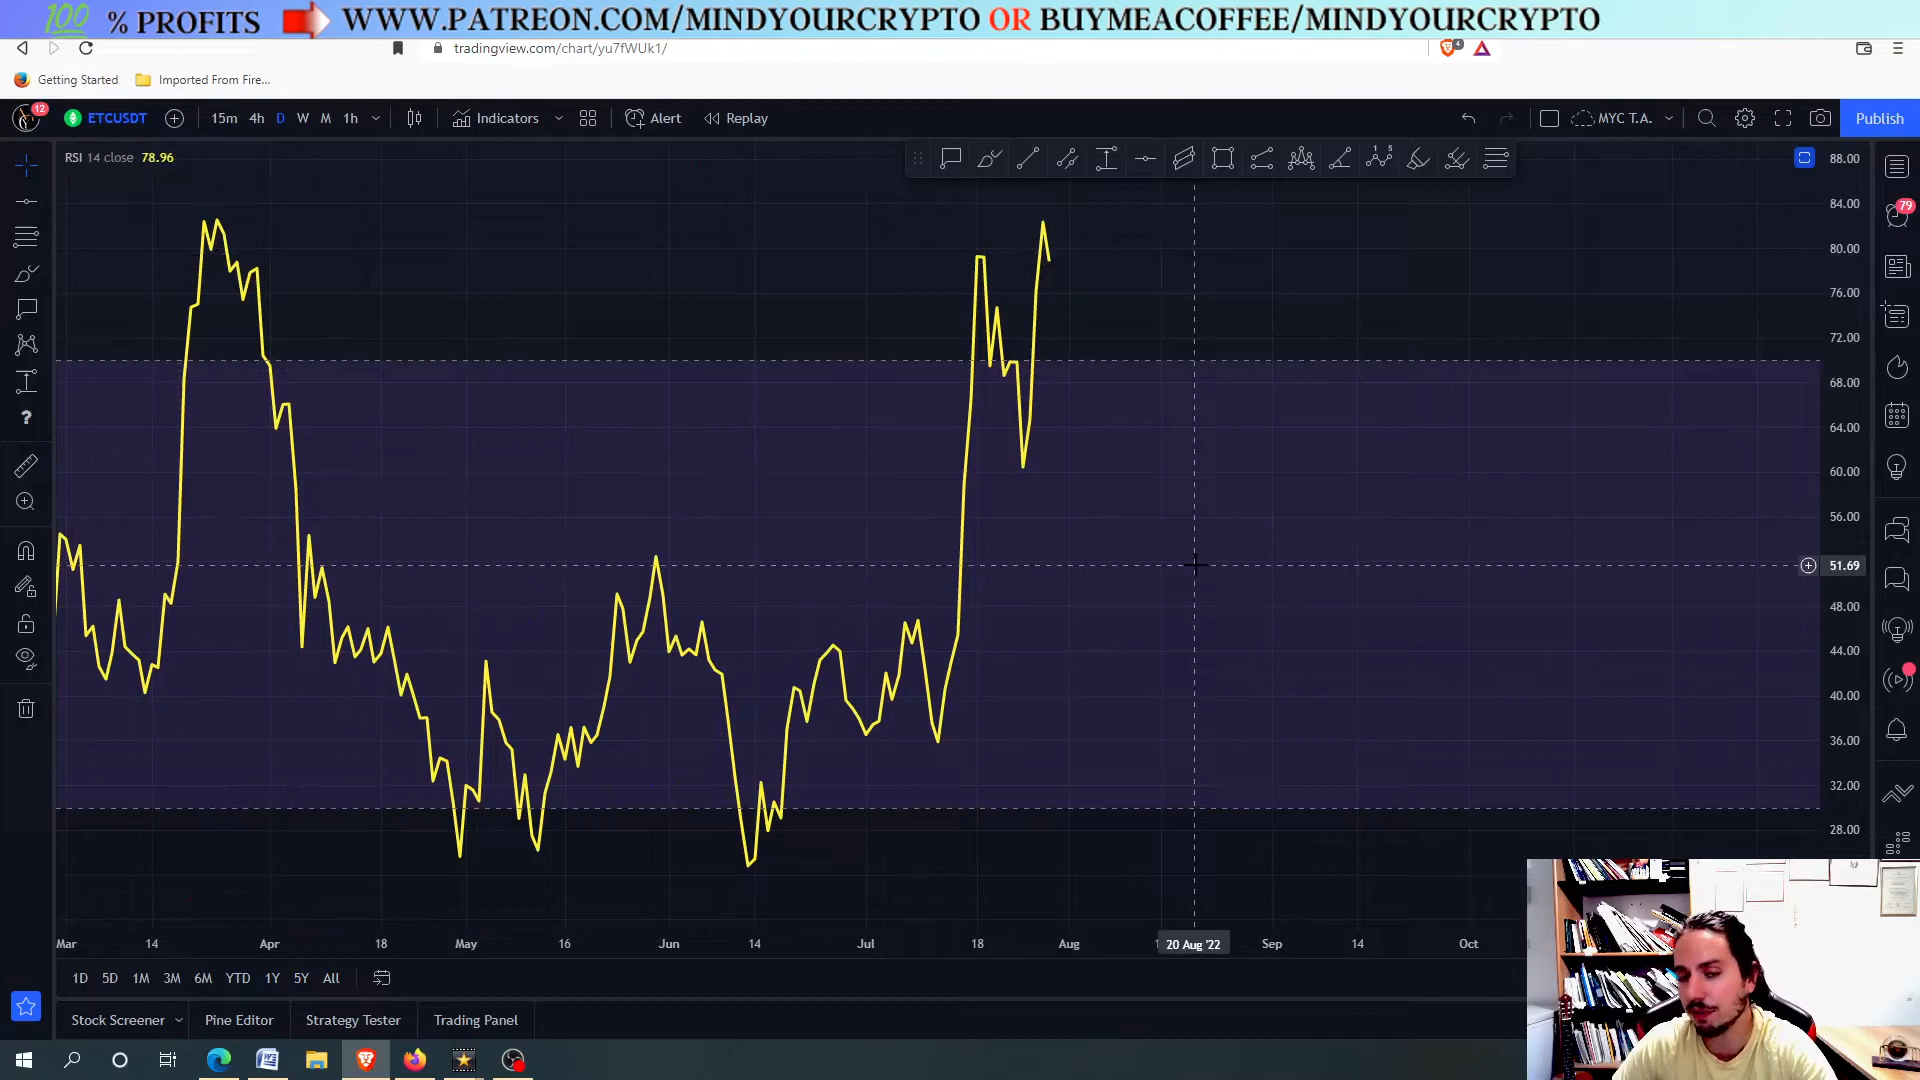 100 % PROFITS WWW.PATREON.COM/MINDYOURCRYPTO OR BUYMEACOFFEE/MINDYOURCRYPTO
tradingview.com/chart/yu7fWUk1/ 4
Getting Started Imported From Fire...
12 ETCUSDT 15m 4h D W M 1h Indicators Alert Replay MYC T.A. Publish
RSI 14 close 78.96
88.00
84.00
79
80.00
76.00
72.00
68.00
64.00
60.00
56.00
51.69
48.00
44.00
40.00
36.00
32.00
28.00
Mar 14 Apr 18 May 16 Jun 14 Jul 18 Aug 20 Aug '22 Sep 14 Oct
1D 5D 1M 3M 6M YTD 1Y 5Y All
Stock Screener Pine Editor Strategy Tester Trading Panel